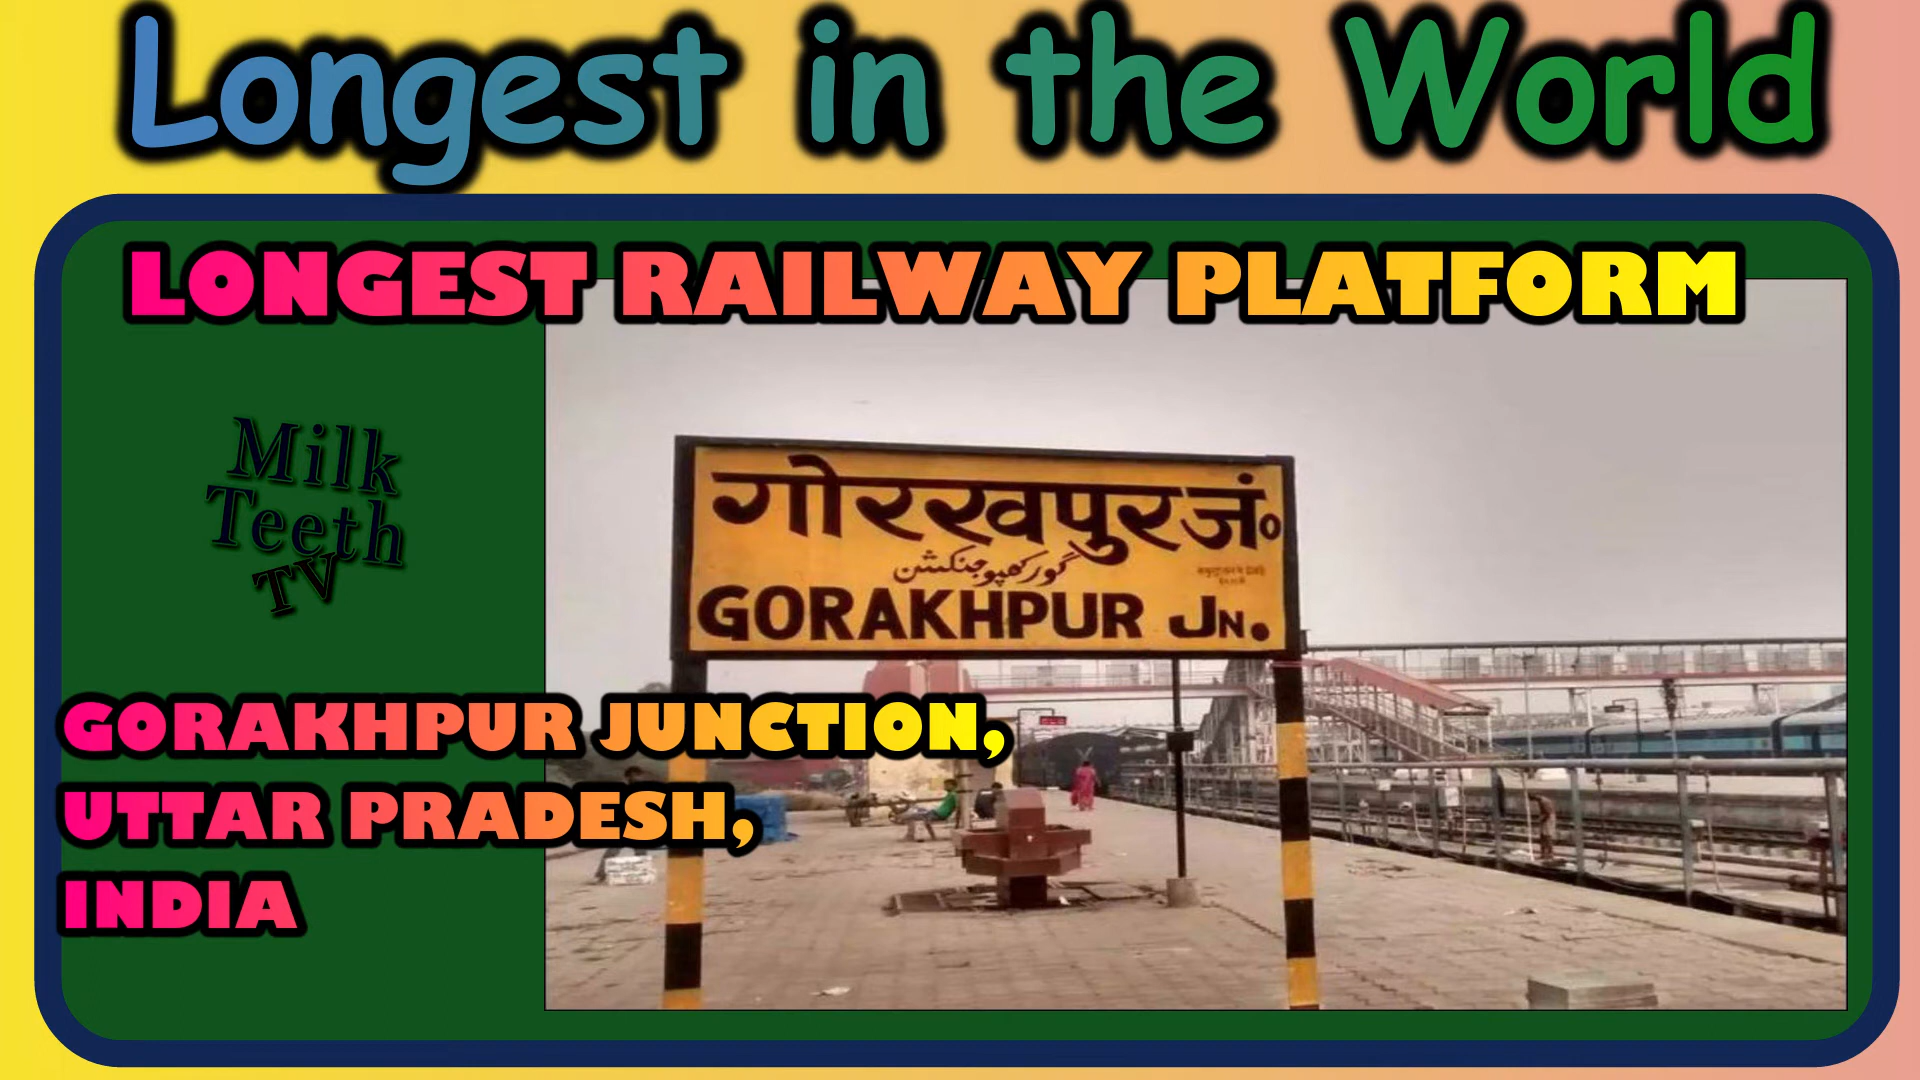 Longest in the World
LONGEST RAILWAY PLATFORM
Milk
Teeth
TV
गोरखपुर जं०
گورکھپور جنکشن
GORAKHPUR JN.
GORAKHPUR JUNCTION,
UTTAR PRADESH,
INDIA